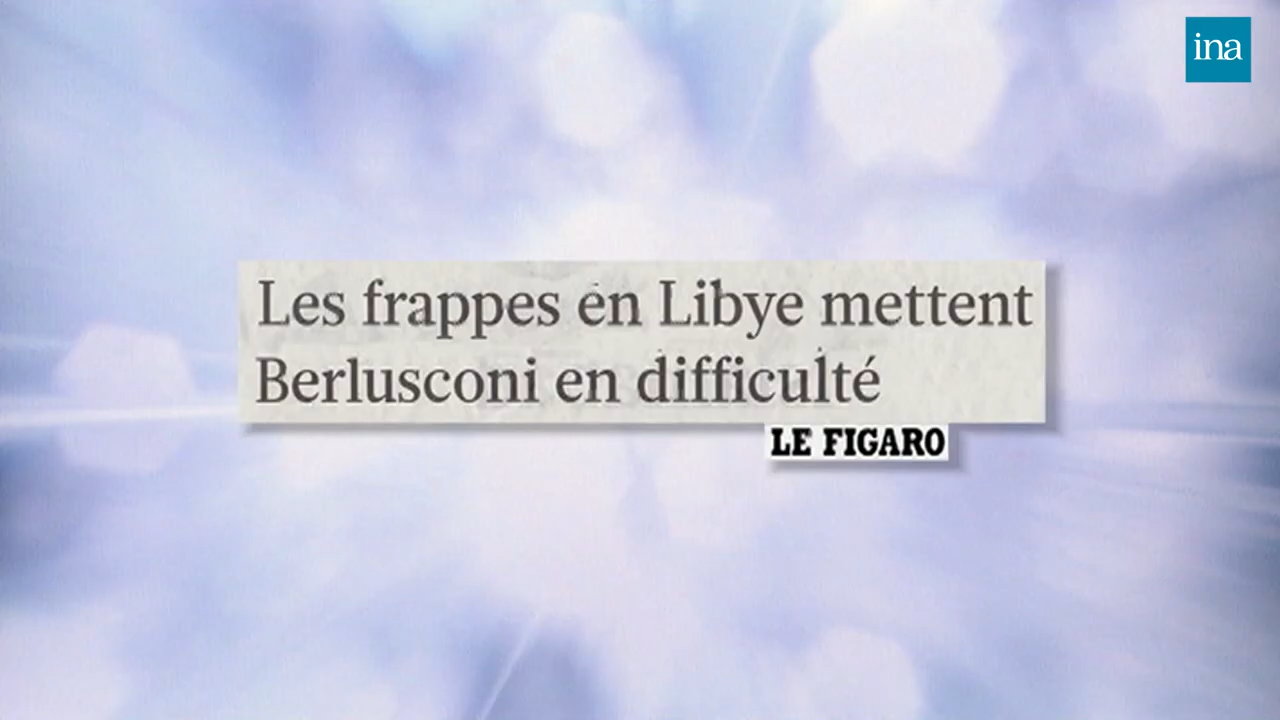 ina
Les frappes en Libye mettent
Berlusconi en difficulté
LE FIGARO